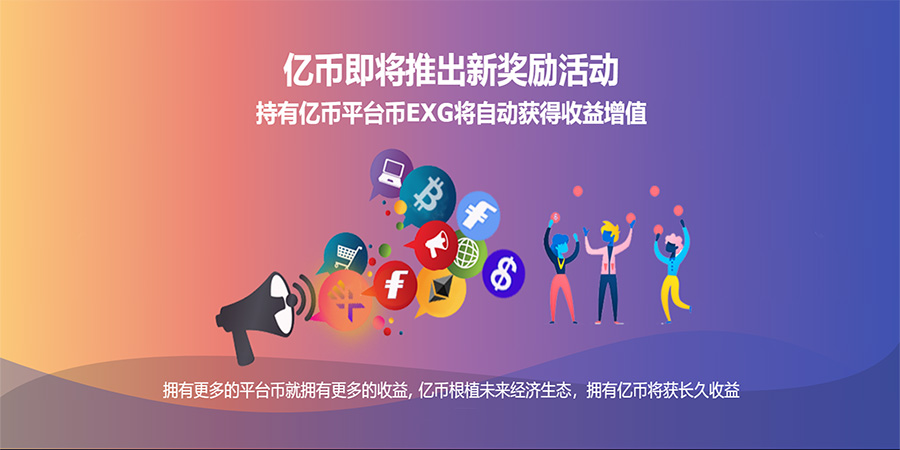 亿币即将推出新奖励活动
持有亿币平台币EXG将自动获得收益增值
拥有更多的平台币就拥有更多的收益, 亿币根植未来经济生态，拥有亿币将获长久收益